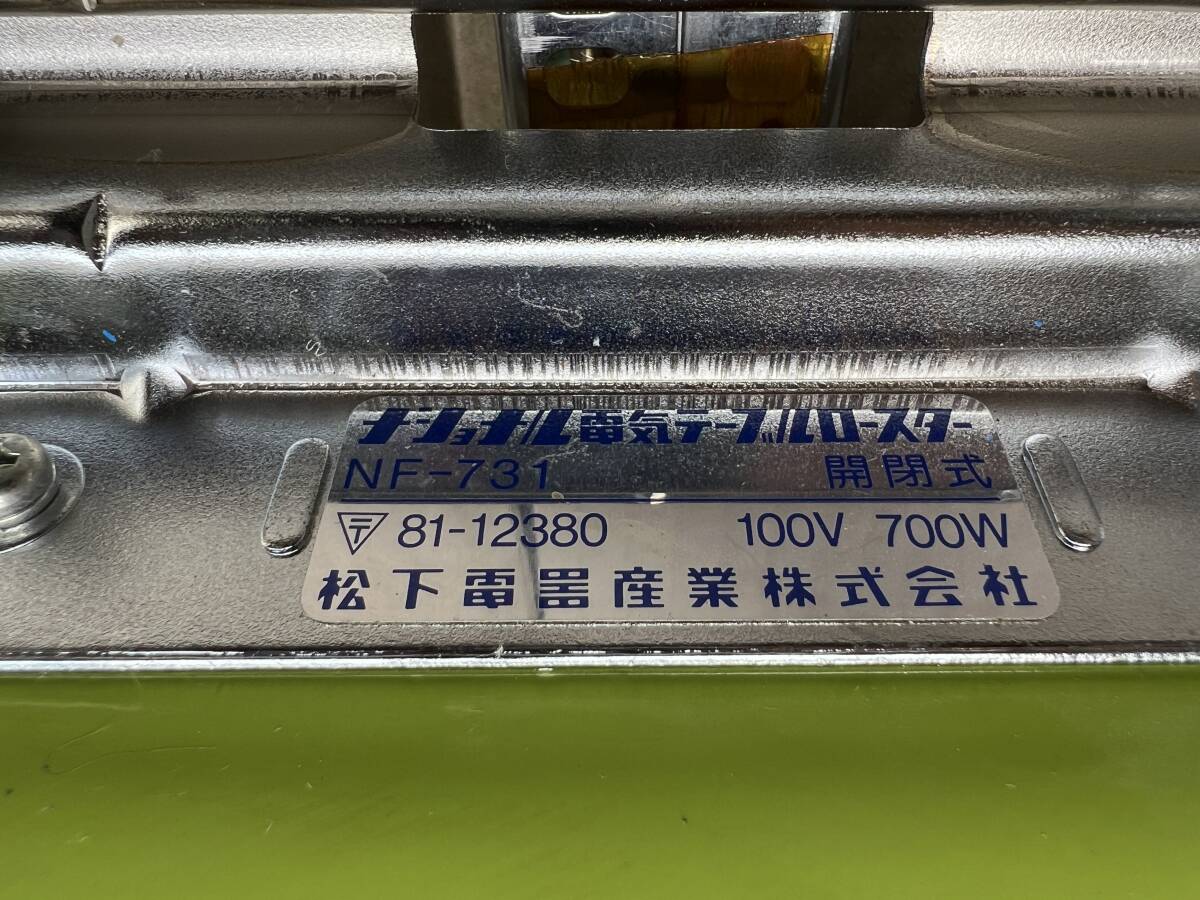 ナショナル電気テーブルロースター
NF-731 開閉式
〒 81-12380 100V 700W
松下電器産業株式会社